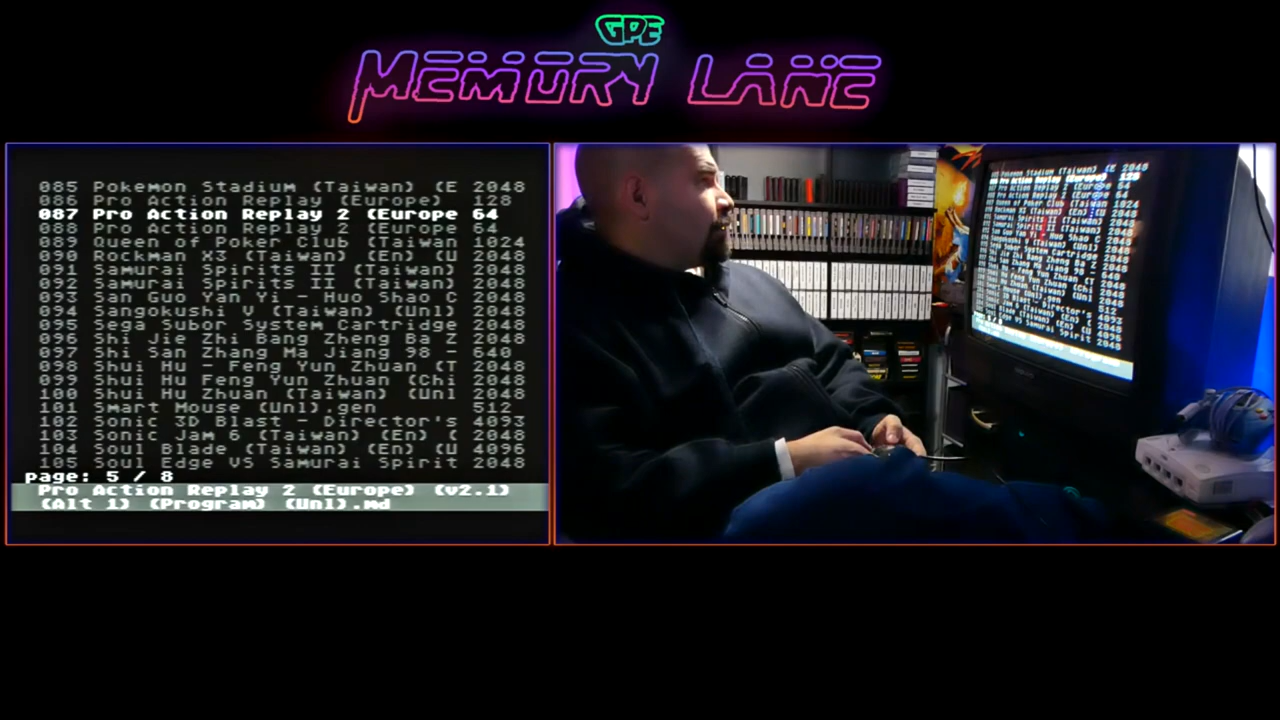 GPE
MEMORY LANE
085 Pokemon Stadium (Taiwan) (E 2048
086 Pro Action Replay (Europe) 128
087 Pro Action Replay 2 (Europe 64
088 Pro Action Replay 2 (Europe 64
089 Queen of Poker Club (Taiwan 1024
090 Rockman X3 (Taiwan) (En) (U 2048
091 Samurai Spirits II (Taiwan) 2048
092 Samurai Spirits II (Taiwan) 2048
093 San Guo Yan Yi - Huo Shao C 2048
094 Sangokushi V (Taiwan) (Unl) 2048
095 Sega Subor System Cartridge 2048
096 Shi Jie Zhi Bang Zheng Ba Z 2048
097 Shi San Zhang Ma Jiang 98 - 640
098 Shui Hu - Feng Yun Zhuan (T 2048
099 Shui Hu Feng Yun Zhuan (Chi 2048
100 Shui Hu Zhuan (Taiwan) (Unl 2048
101 Smart Mouse (Unl).gen 512
102 Sonic 3D Blast - Director's 4093
103 Sonic Jam 6 (Taiwan) (En) ( 2048
104 Soul Blade (Taiwan) (En) (U 4096
105 Soul Edge VS Samurai Spirit 2048
page: 5 / 8
Pro Action Replay 2 (Europe) (v2.1)
(Alt 1) (Program) (Unl).md